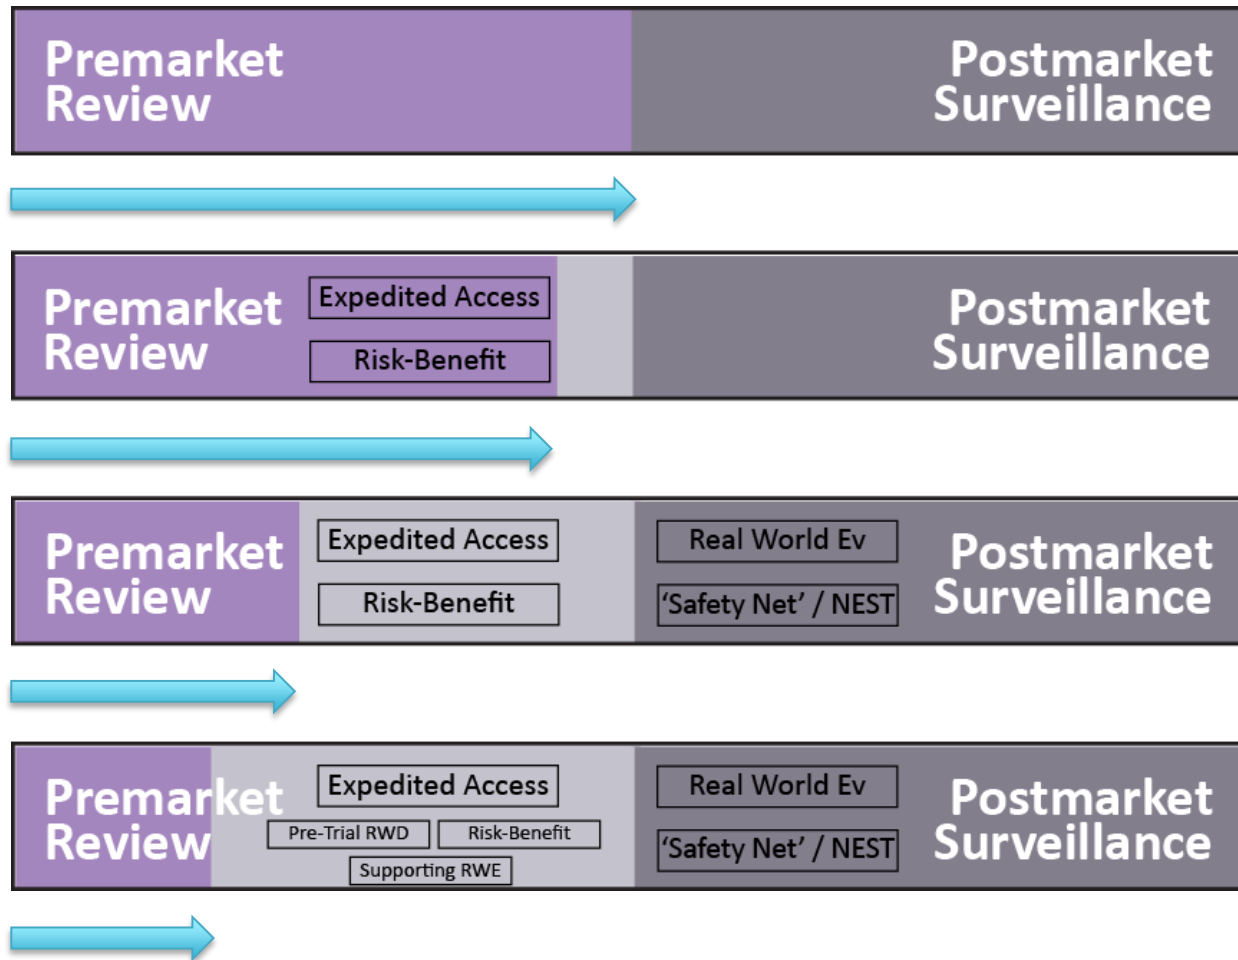 Premarket
Review
Postmarket
Surveillance
Premarket
Review
Expedited Access
Risk-Benefit
Postmarket
Surveillance
Premarket
Review
Expedited Access
Risk-Benefit
Real World Ev
‘Safety Net’ / NEST
Postmarket
Surveillance
Premarket
Review
Expedited Access
Pre-Trial RWD
Risk-Benefit
Supporting RWE
Real World Ev
‘Safety Net’ / NEST
Postmarket
Surveillance